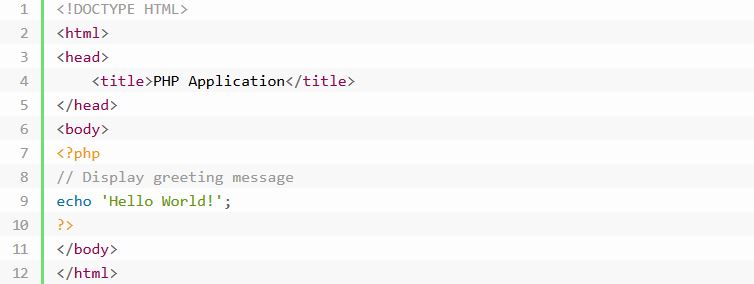 1 <!DOCTYPE HTML>
2 <html>
3 <head>
4     <title>PHP Application</title>
5 </head>
6 <body>
7 <?php
8 // Display greeting message
9 echo 'Hello World!';
10 ?>
11 </body>
12 </html>